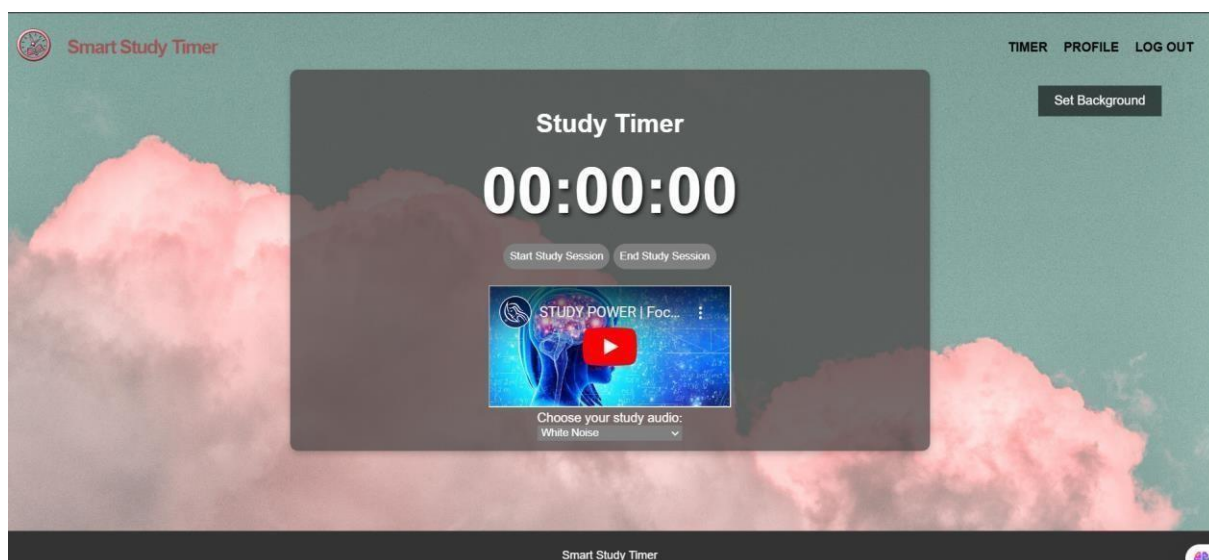 Smart Study Timer
TIMER PROFILE LOG OUT
Set Background
Study Timer
00:00:00
Start Study Session End Study Session
STUDY POWER | Foc...
Choose your study audio:
White Noise
Smart Study Timer